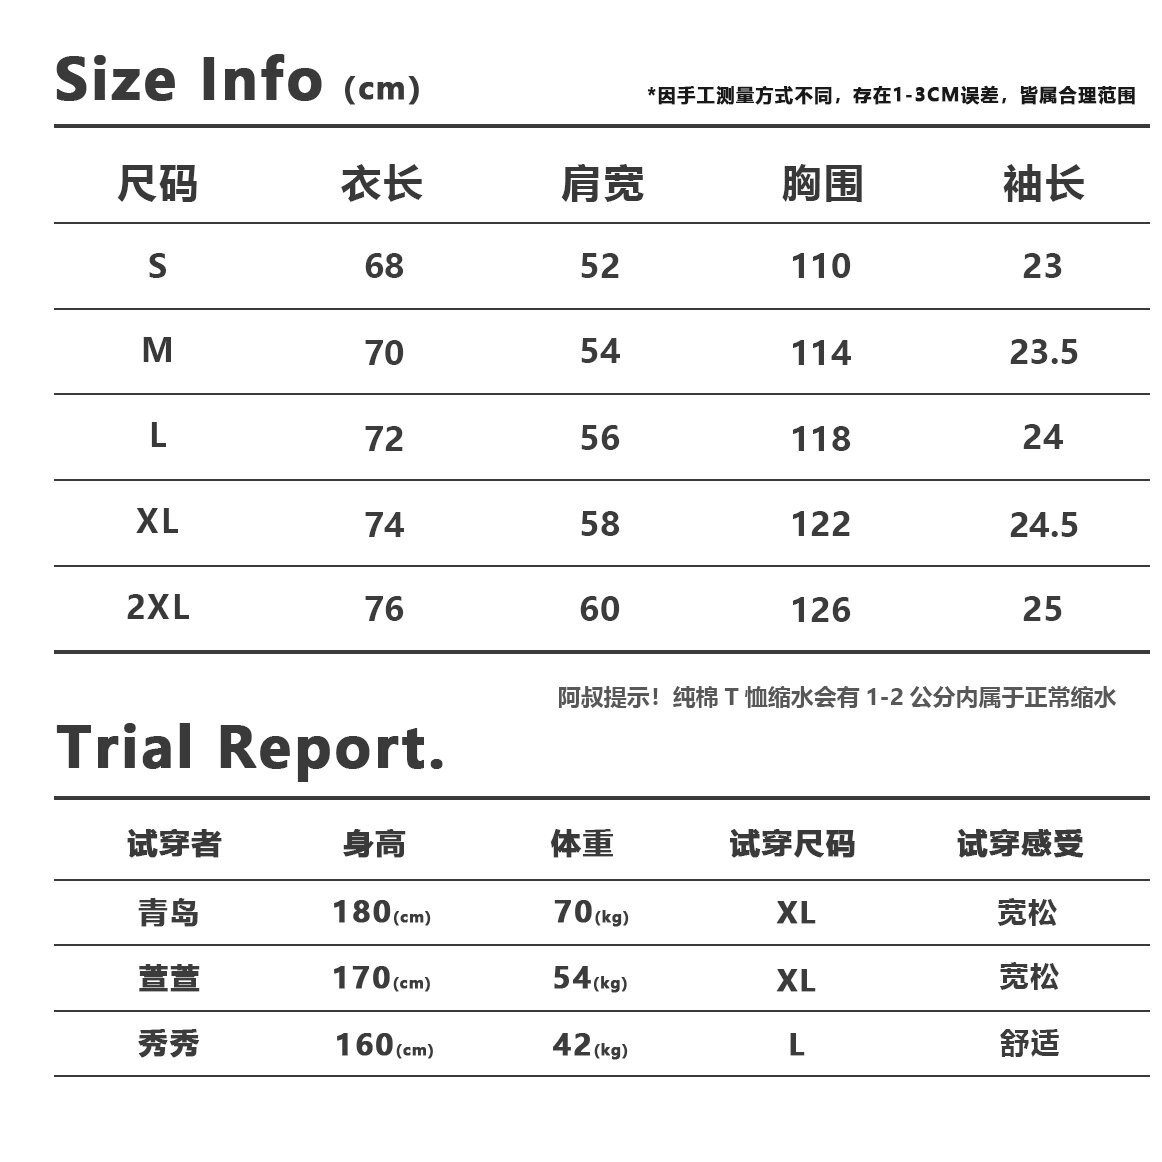 Size Info (cm)
*因手工测量方式不同，存在1-3CM误差，皆属合理范围
尺码 衣长 肩宽 胸围 袖长
S 68 52 110 23
M 70 54 114 23.5
L 72 56 118 24
XL 74 58 122 24.5
2XL 76 60 126 25
阿叔提示！纯棉 T 恤缩水会有 1-2 公分内属于正常缩水
Trial Report.
试穿者 身高 体重 试穿尺码 试穿感受
青岛 180(cm) 70(kg) XL 宽松
萱萱 170(cm) 54(kg) XL 宽松
秀秀 160(cm) 42(kg) L 舒适